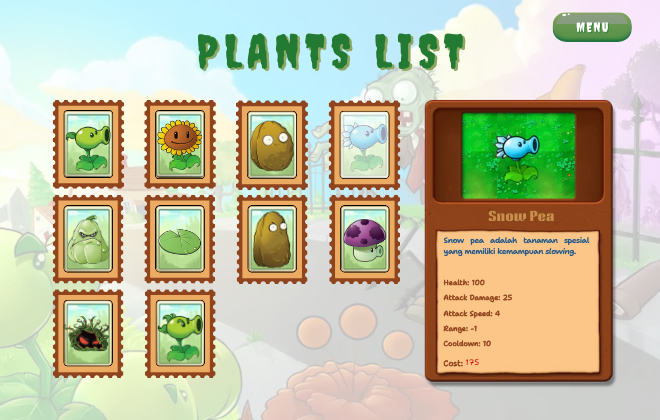 PLANTS LIST
MENU
Snow Pea
Snow pea adalah tanaman spesial
yang memiliki kemampuan slowing.
Health: 100
Attack Damage: 25
Attack Speed: 4
Range: -1
Cooldown: 10
Cost: 175